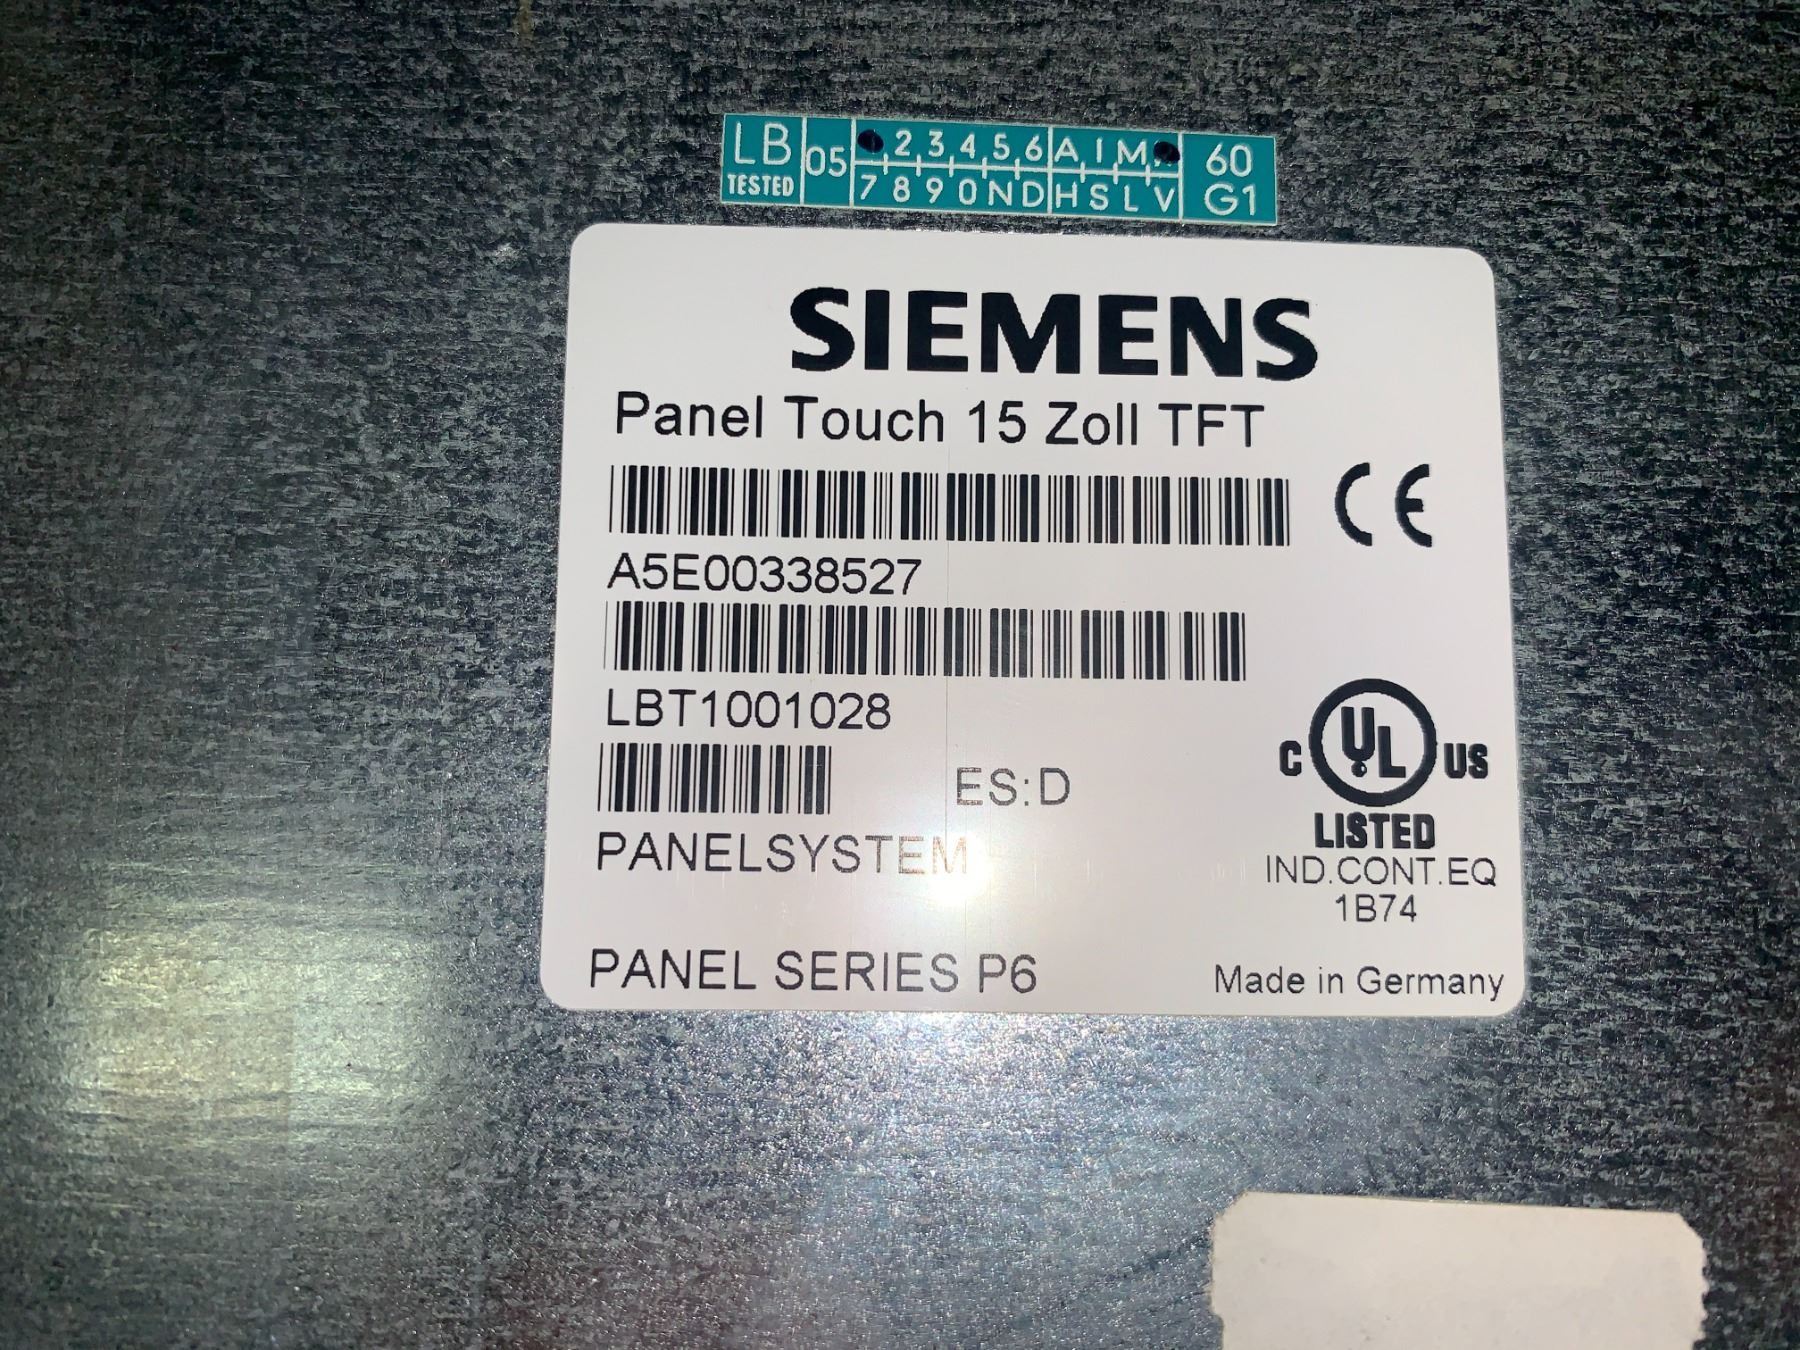 LB 05 2 3 4 5 6 A I M 60
TESTED 7 8 9 0 N D H S L V G1
SIEMENS
Panel Touch 15 Zoll TFT
CE
A5E00338527
LBT1001028
ES:D
C UL US
LISTED
PANELSYSTEM
IND.CONT.EQ
1B74
PANEL SERIES P6
Made in Germany